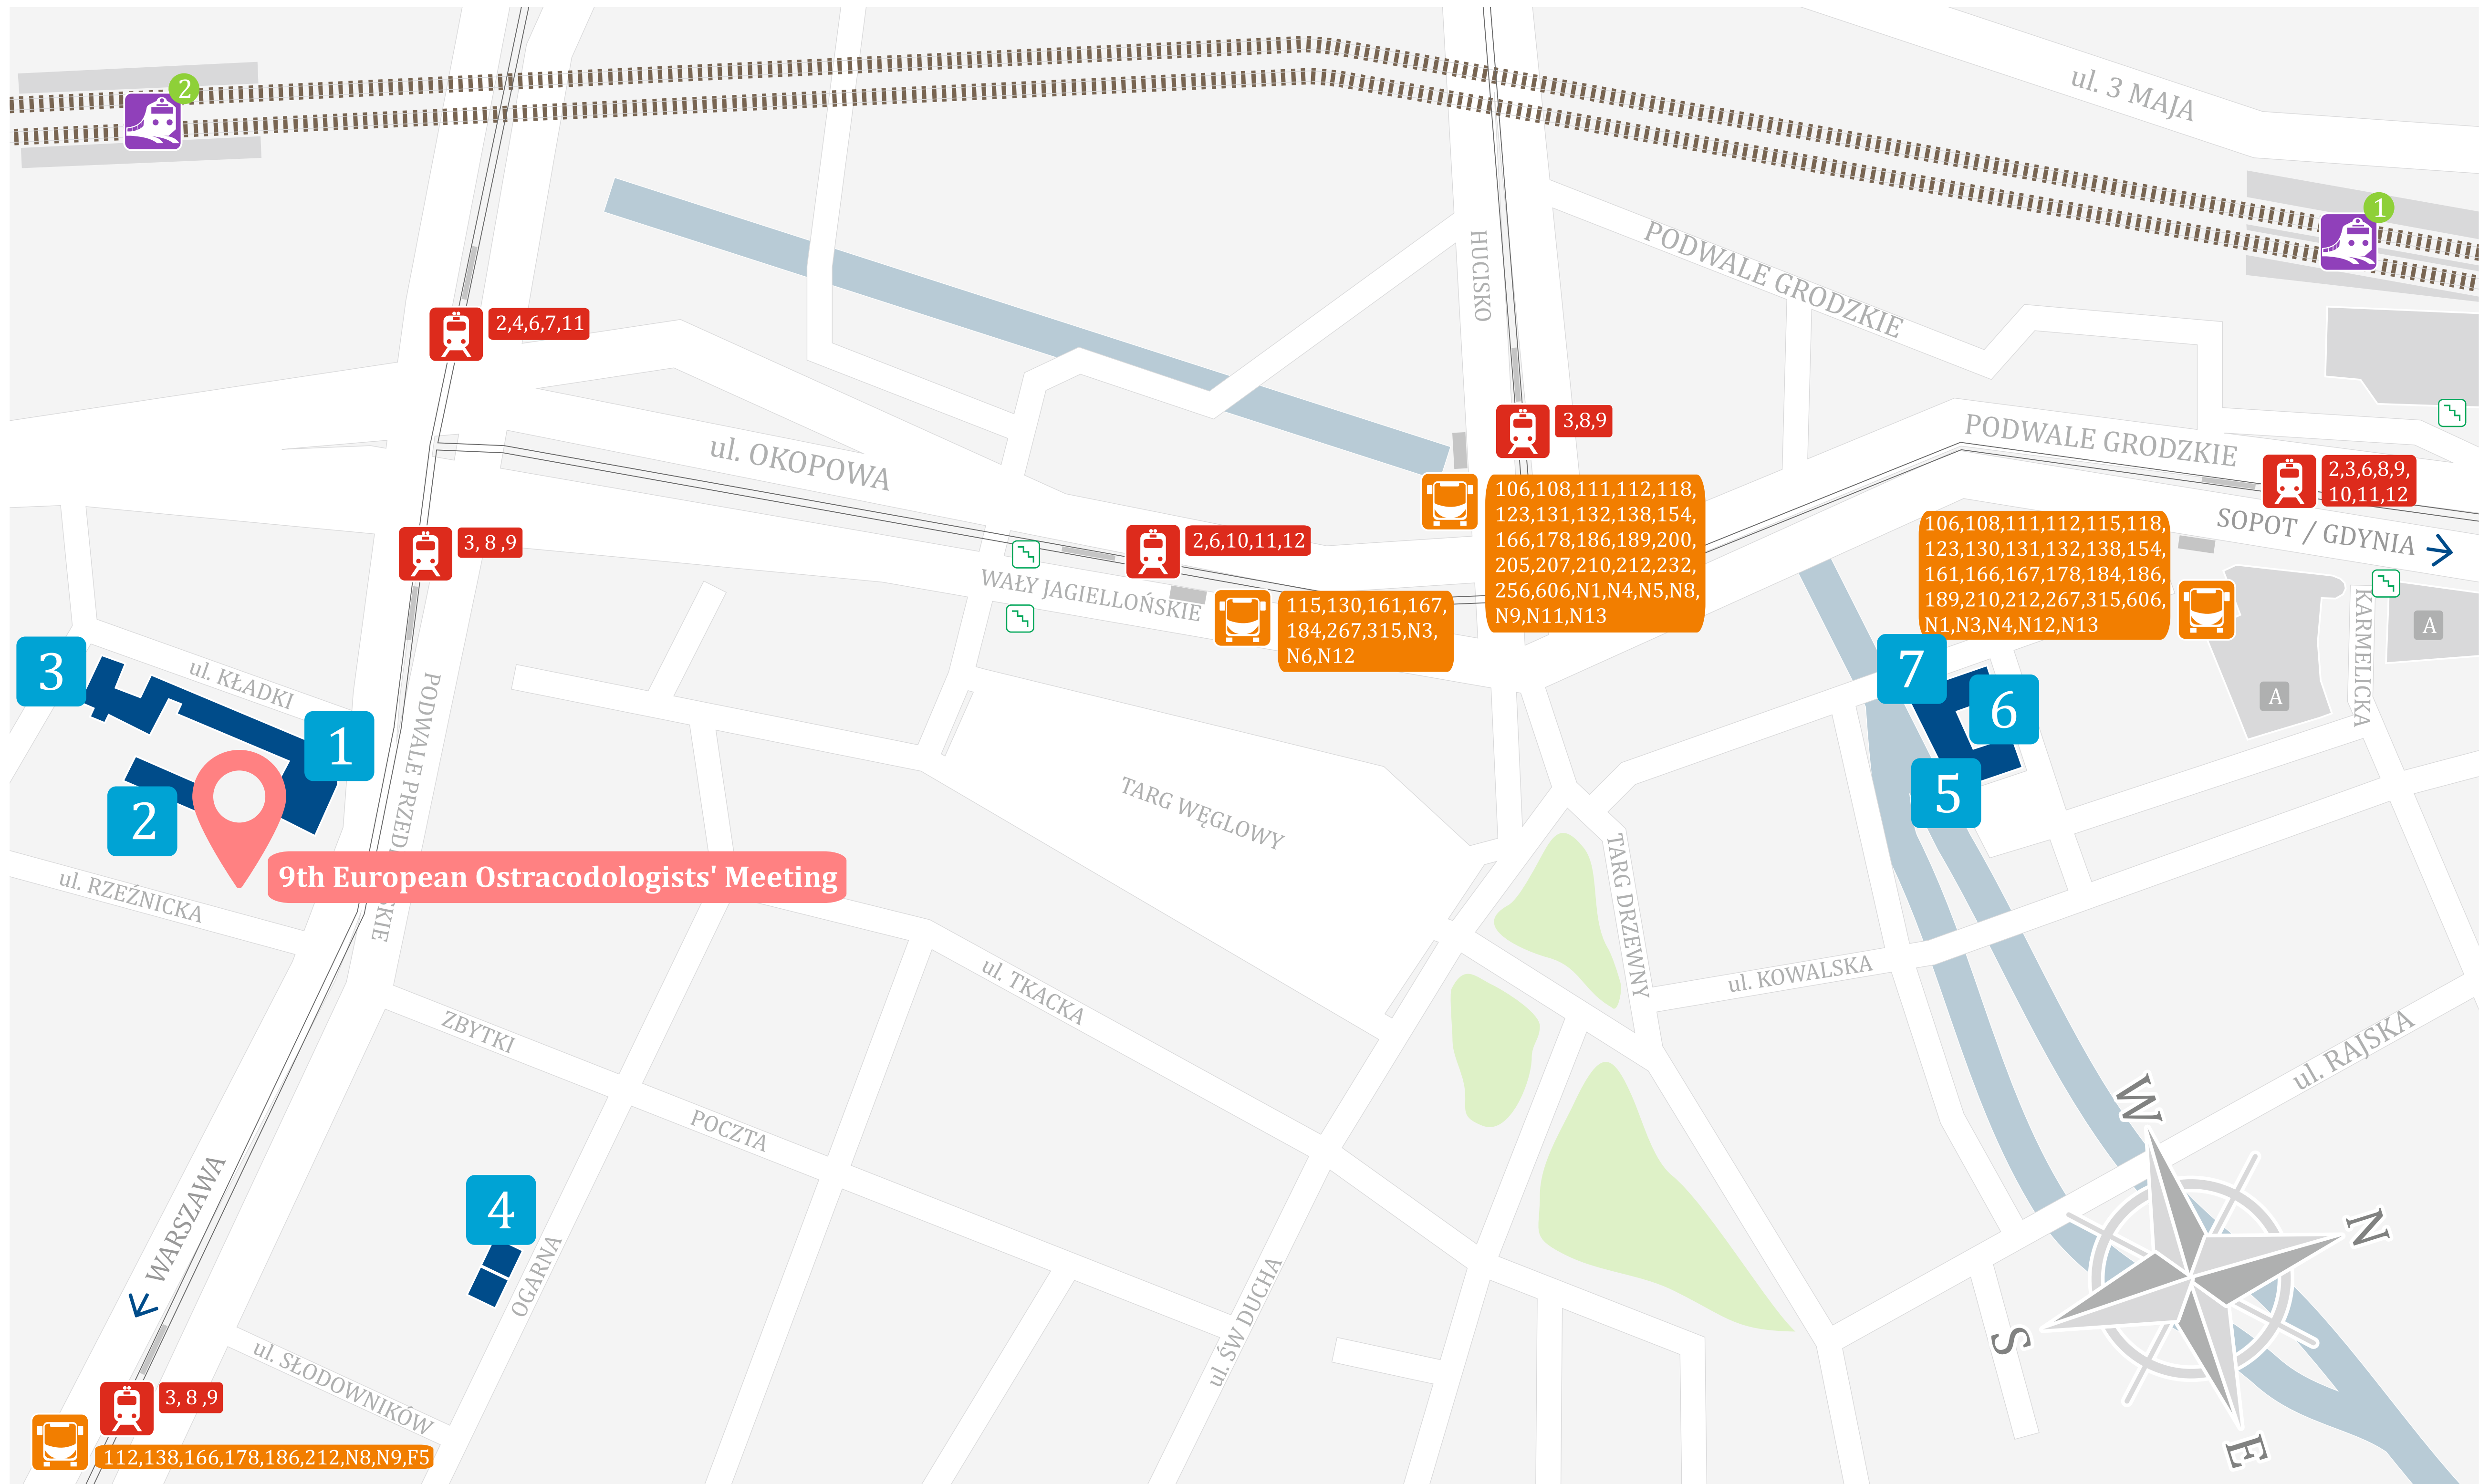 ul. 3 MAJA
2
1
HUCISKO
PODWALE GRODZKIE
2,4,6,7,11
3,8,9
ul. OKOPOWA
PODWALE GRODZKIE
2,3,6,8,9,
10,11,12
SOPOT / GDYNIA
106,108,111,112,118,
123,131,132,138,154,
166,178,186,189,200,
205,207,210,212,232,
256,606,N1,N4,N5,N8,
N9,N11,N13
106,108,111,112,115,118,
123,130,131,132,138,154,
161,166,167,178,184,186,
189,210,212,267,315,606,
N1,N3,N4,N12,N13
3, 8 ,9
2,6,10,11,12
WAŁY JAGIELLOŃSKIE
115,130,161,167,
184,267,315,N3,
N6,N12
KARMELICKA
A
A
3
ul. KŁADKI
1
2
PODWALE PRZED
SKIE
7
6
5
TARG WĘGLOWY
TARG DRZEWNY
9th European Ostracodologists' Meeting
ul. RZEŹNICKA
ul. TKACKA
ul. KOWALSKA
ZBYTKI
ul. RAJSKA
POCZTA
WARSZAWA
4
OGARNA
ul. ŚW DUCHA
W
N
S
E
ul. SŁODOWNIKÓW
3, 8 ,9
112,138,166,178,186,212,N8,N9,F5